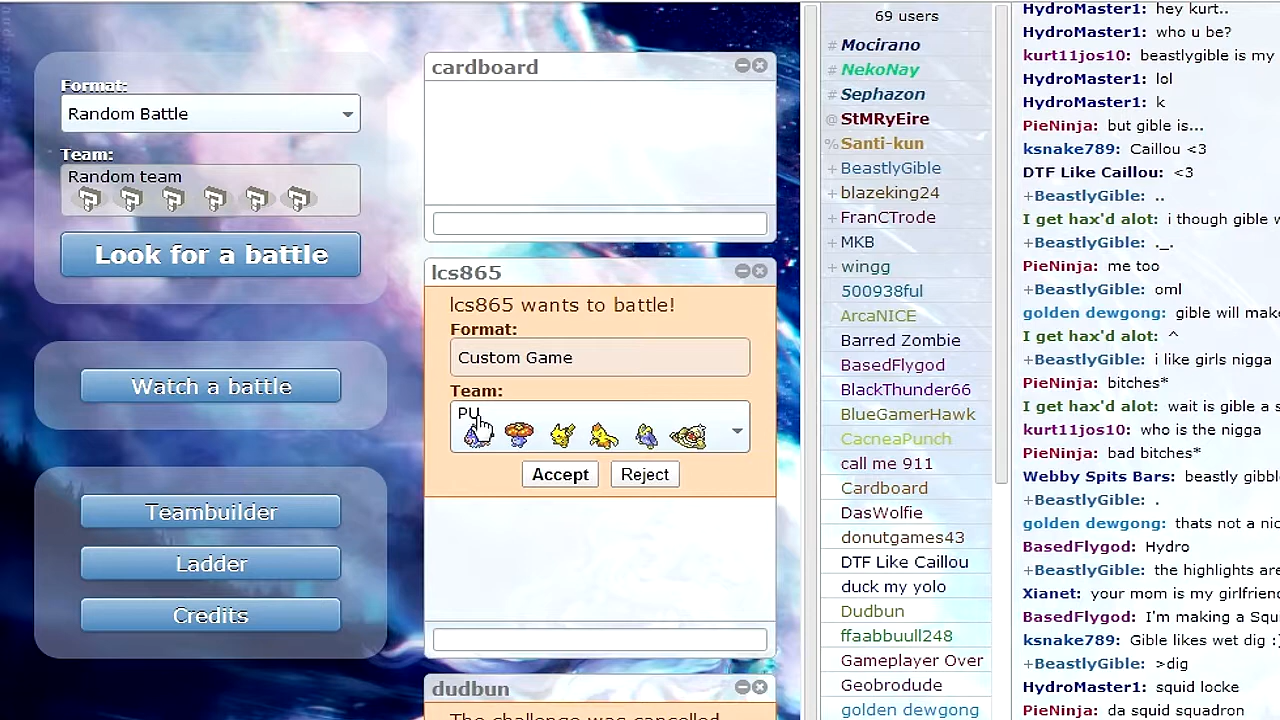 Format:
Random Battle
Team:
Random team
Look for a battle
Watch a battle
Teambuilder
Ladder
Credits
cardboard
lcs865
lcs865 wants to battle!
Format:
Custom Game
Team:
PU
Accept Reject
dudbun
The challenge was cancelled.
69 users
# Mocirano
# NekoNay
# Sephazon
@ StMRyEire
% Santi-kun
+ BeastlyGible
+ blazeking24
+ FranCTrode
+ MKB
+ wingg
500938ful
ArcaNICE
Barred Zombie
BasedFlygod
BlackThunder66
BlueGamerHawk
CacneaPunch
call me 911
Cardboard
DasWolfie
donutgames43
DTF Like Caillou
duck my yolo
Dudbun
ffaabbuull248
Gameplayer Over
Geobrodude
golden dewgong
HydroMaster1: hey kurt..
HydroMaster1: who u be?
kurt11jos10: beastlygible is my
HydroMaster1: lol
HydroMaster1: k
PieNinja: but gible is...
ksnake789: Caillou <3
DTF Like Caillou: <3
+BeastlyGible: ..
I get hax'd alot: i though gible w
+BeastlyGible: ._.
PieNinja: me too
+BeastlyGible: oml
golden dewgong: gible will make
I get hax'd alot: ^
+BeastlyGible: i like girls nigga
PieNinja: bitches*
I get hax'd alot: wait is gible a s
kurt11jos10: who is the nigga
PieNinja: bad bitches*
Webby Spits Bars: beastly gibbl
+BeastlyGible: .
golden dewgong: thats not a nic
BasedFlygod: Hydro
+BeastlyGible: the highlights are
Xianet: your mom is my girlfriend
BasedFlygod: I'm making a Squ
ksnake789: Gible likes wet dig :
+BeastlyGible: >dig
HydroMaster1: squid locke
PieNinja: da squid squadron